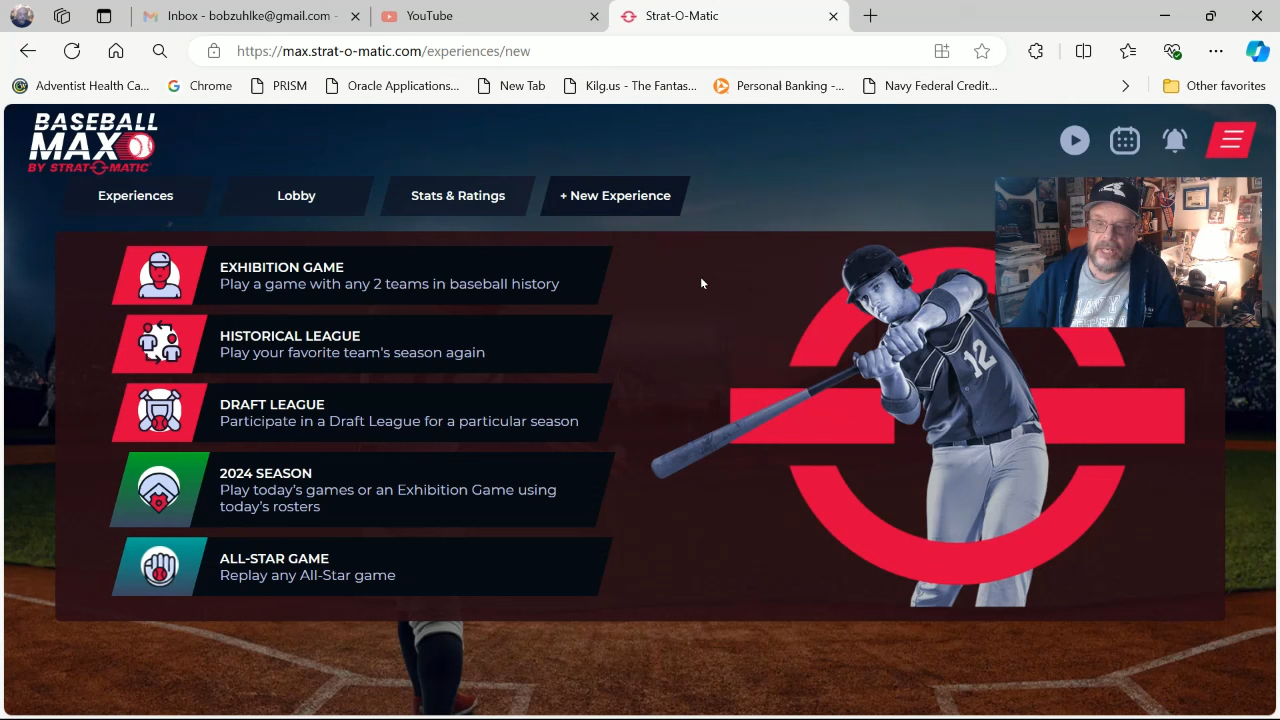 Inbox - bobzuhlke@gmail.com -
YouTube
Strat-O-Matic
https://max.strat-o-matic.com/experiences/new
Adventist Health Ca...
Chrome
PRISM
Oracle Applications...
New Tab
Kilg.us - The Fantas...
Personal Banking -...
Navy Federal Credit...
Other favorites
BASEBALL
MAX
BY STRAT-O-MATIC
Experiences
Lobby
Stats & Ratings
+ New Experience
EXHIBITION GAME
Play a game with any 2 teams in baseball history
HISTORICAL LEAGUE
Play your favorite team's season again
DRAFT LEAGUE
Participate in a Draft League for a particular season
2024 SEASON
Play today's games or an Exhibition Game using
today's rosters
ALL-STAR GAME
Replay any All-Star game
12
NAVY